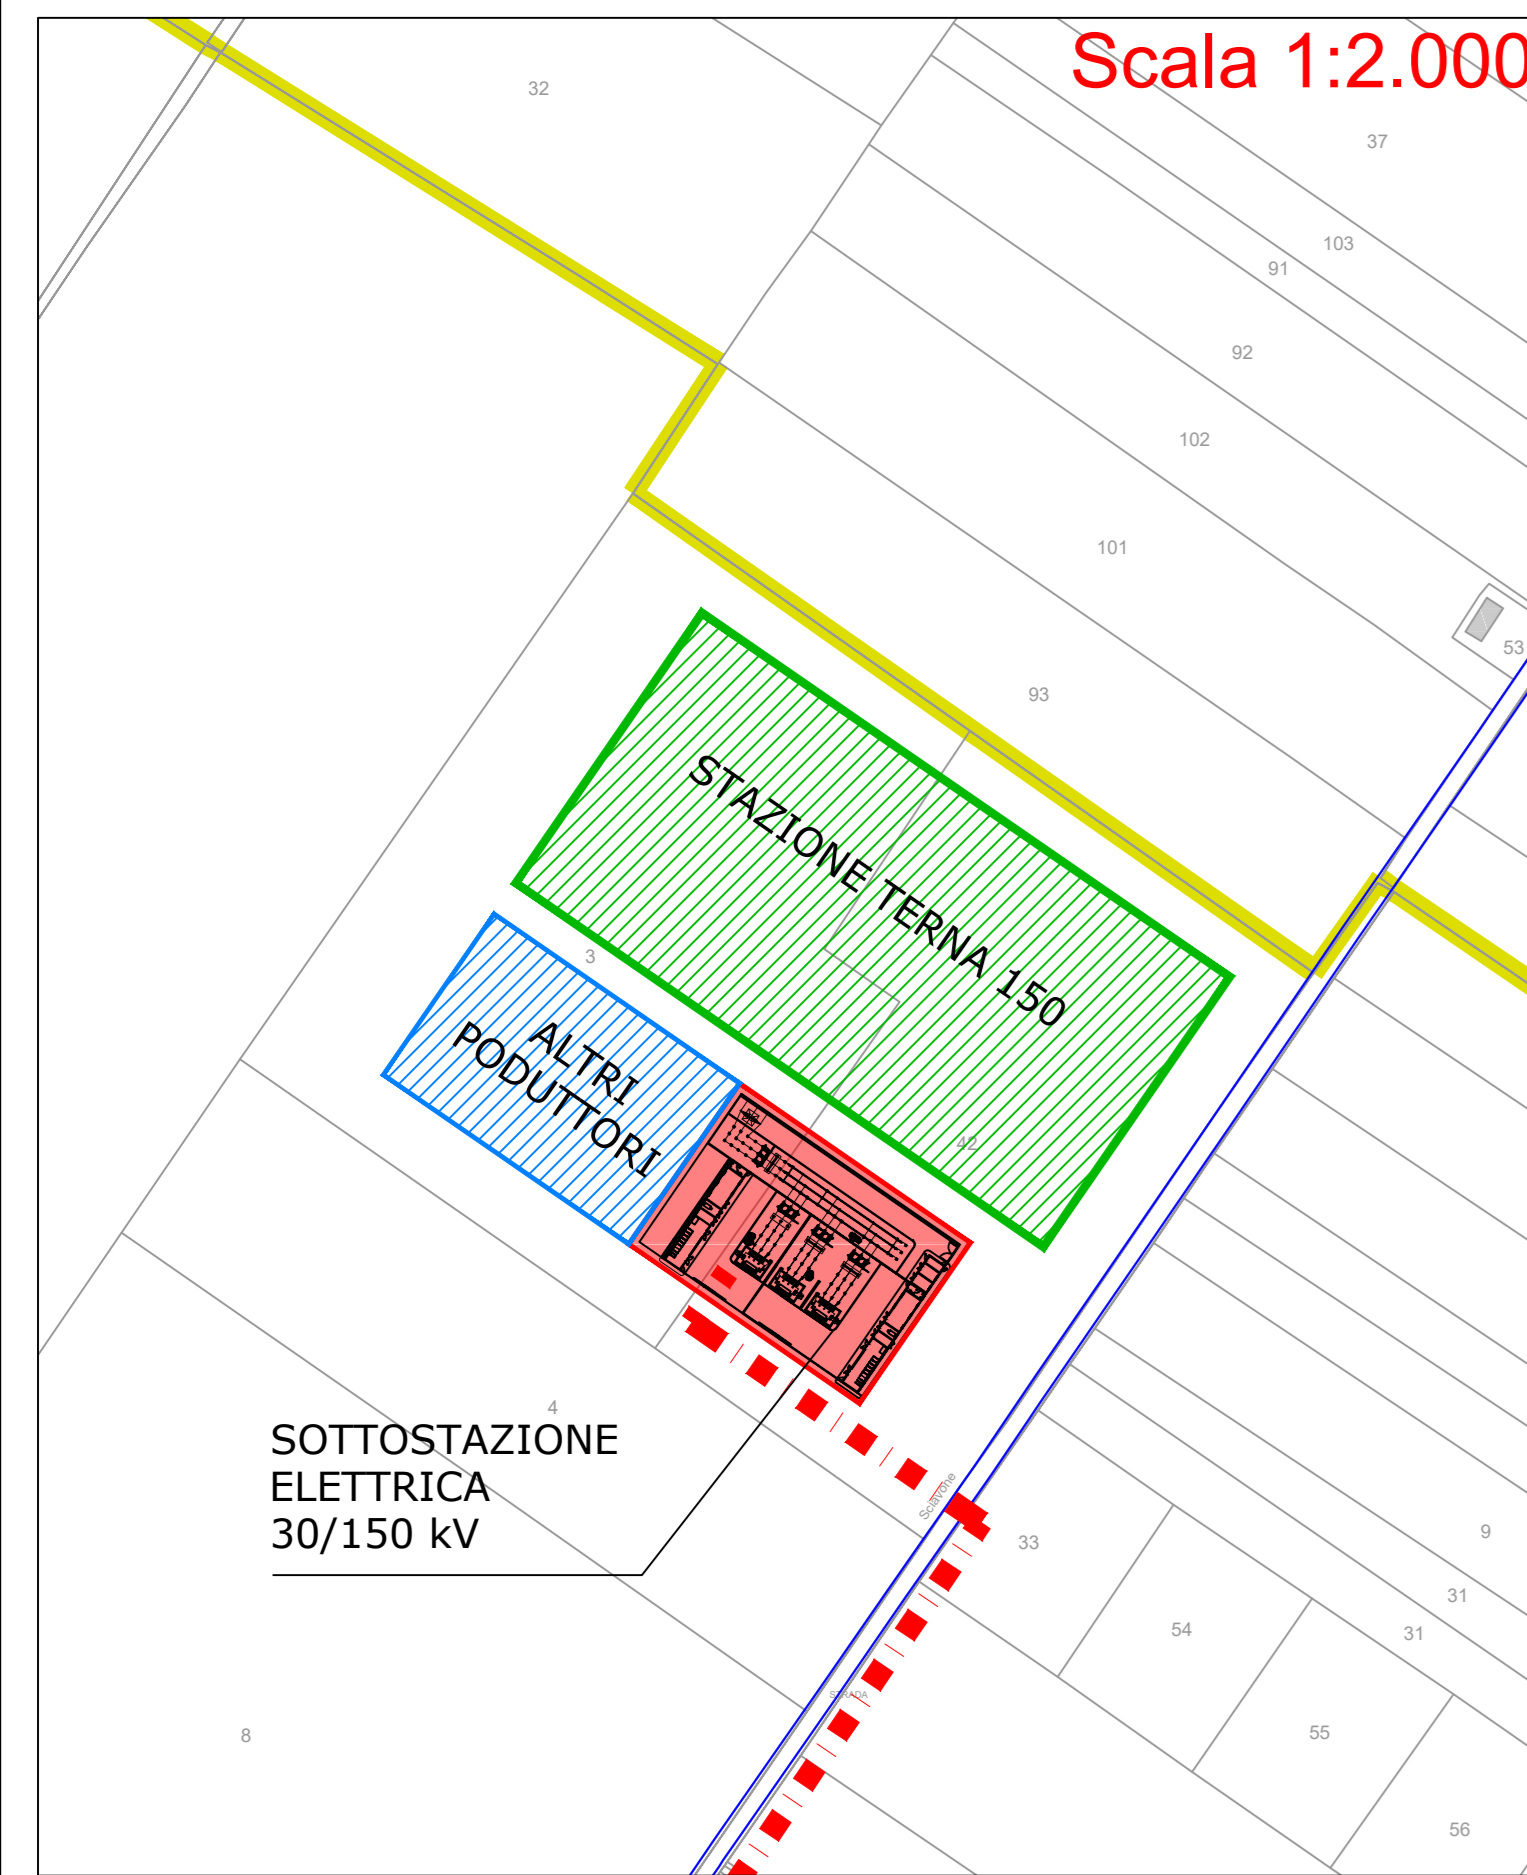 Scala 1:2.000
32
37
103
91
92
102
101
53
93
STAZIONE TERNA 150
3
ALTRI
PODUTTORI
42
4
SOTTOSTAZIONE
ELETTRICA
30/150 kV
Sciavone
33
9
31
54
31
STRADA
55
8
56